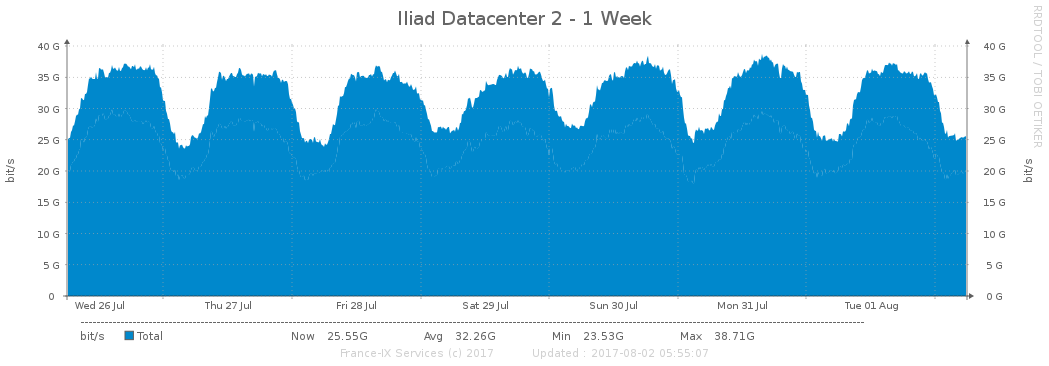 Iliad Datacenter 2 - 1 Week
RRDTOOL / TOBI OETIKER
bit/s
40 G
35 G
30 G
25 G
20 G
15 G
10 G
5 G
0
40 G
35 G
30 G
25 G
20 G
15 G
10 G
5 G
0 G
bit/s
Wed 26 Jul Thu 27 Jul Fri 28 Jul Sat 29 Jul Sun 30 Jul Mon 31 Jul Tue 01 Aug
bit/s Total Now 25.55G Avg 32.26G Min 23.53G Max 38.71G
France-IX Services (c) 2017 Updated : 2017-08-02 05:55:07